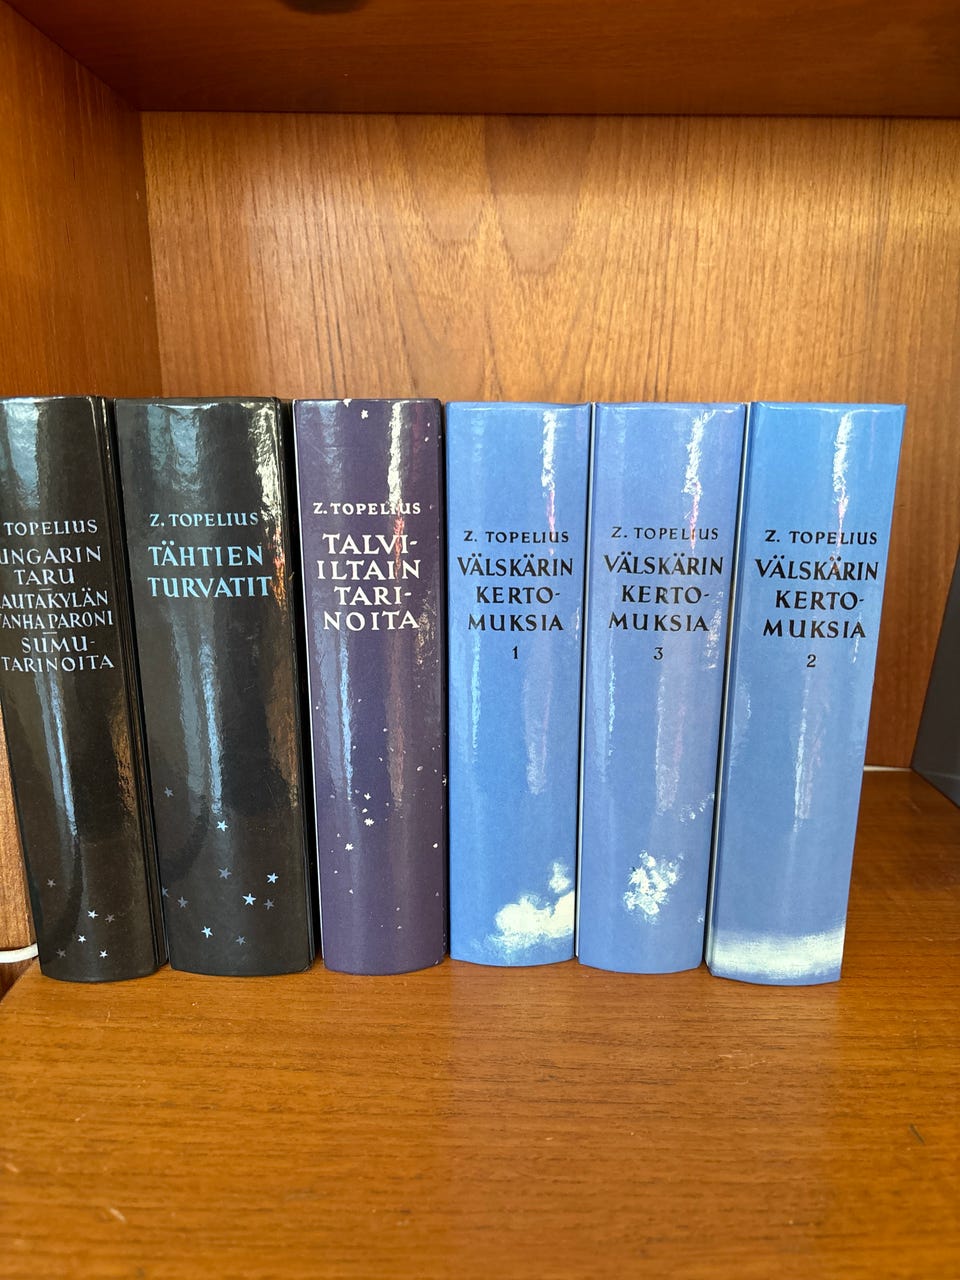 TOPELIUS
UNGARIN
TARU
VANHA PARONI
SUMU-
TARINOITA
Z. TOPELIUS
TÄHTIEN
TURVATIT
Z. TOPELIUS
TALVI-
ILTAIN
TARI-
NOITA
Z. TOPELIUS
VÄLSKÄRIN
KERTO-
MUKSIA
1
Z. TOPELIUS
VÄLSKÄRIN
KERTO-
MUKSIA
3
Z. TOPELIUS
VÄLSKÄRIN
KERTO-
MUKSIA
2